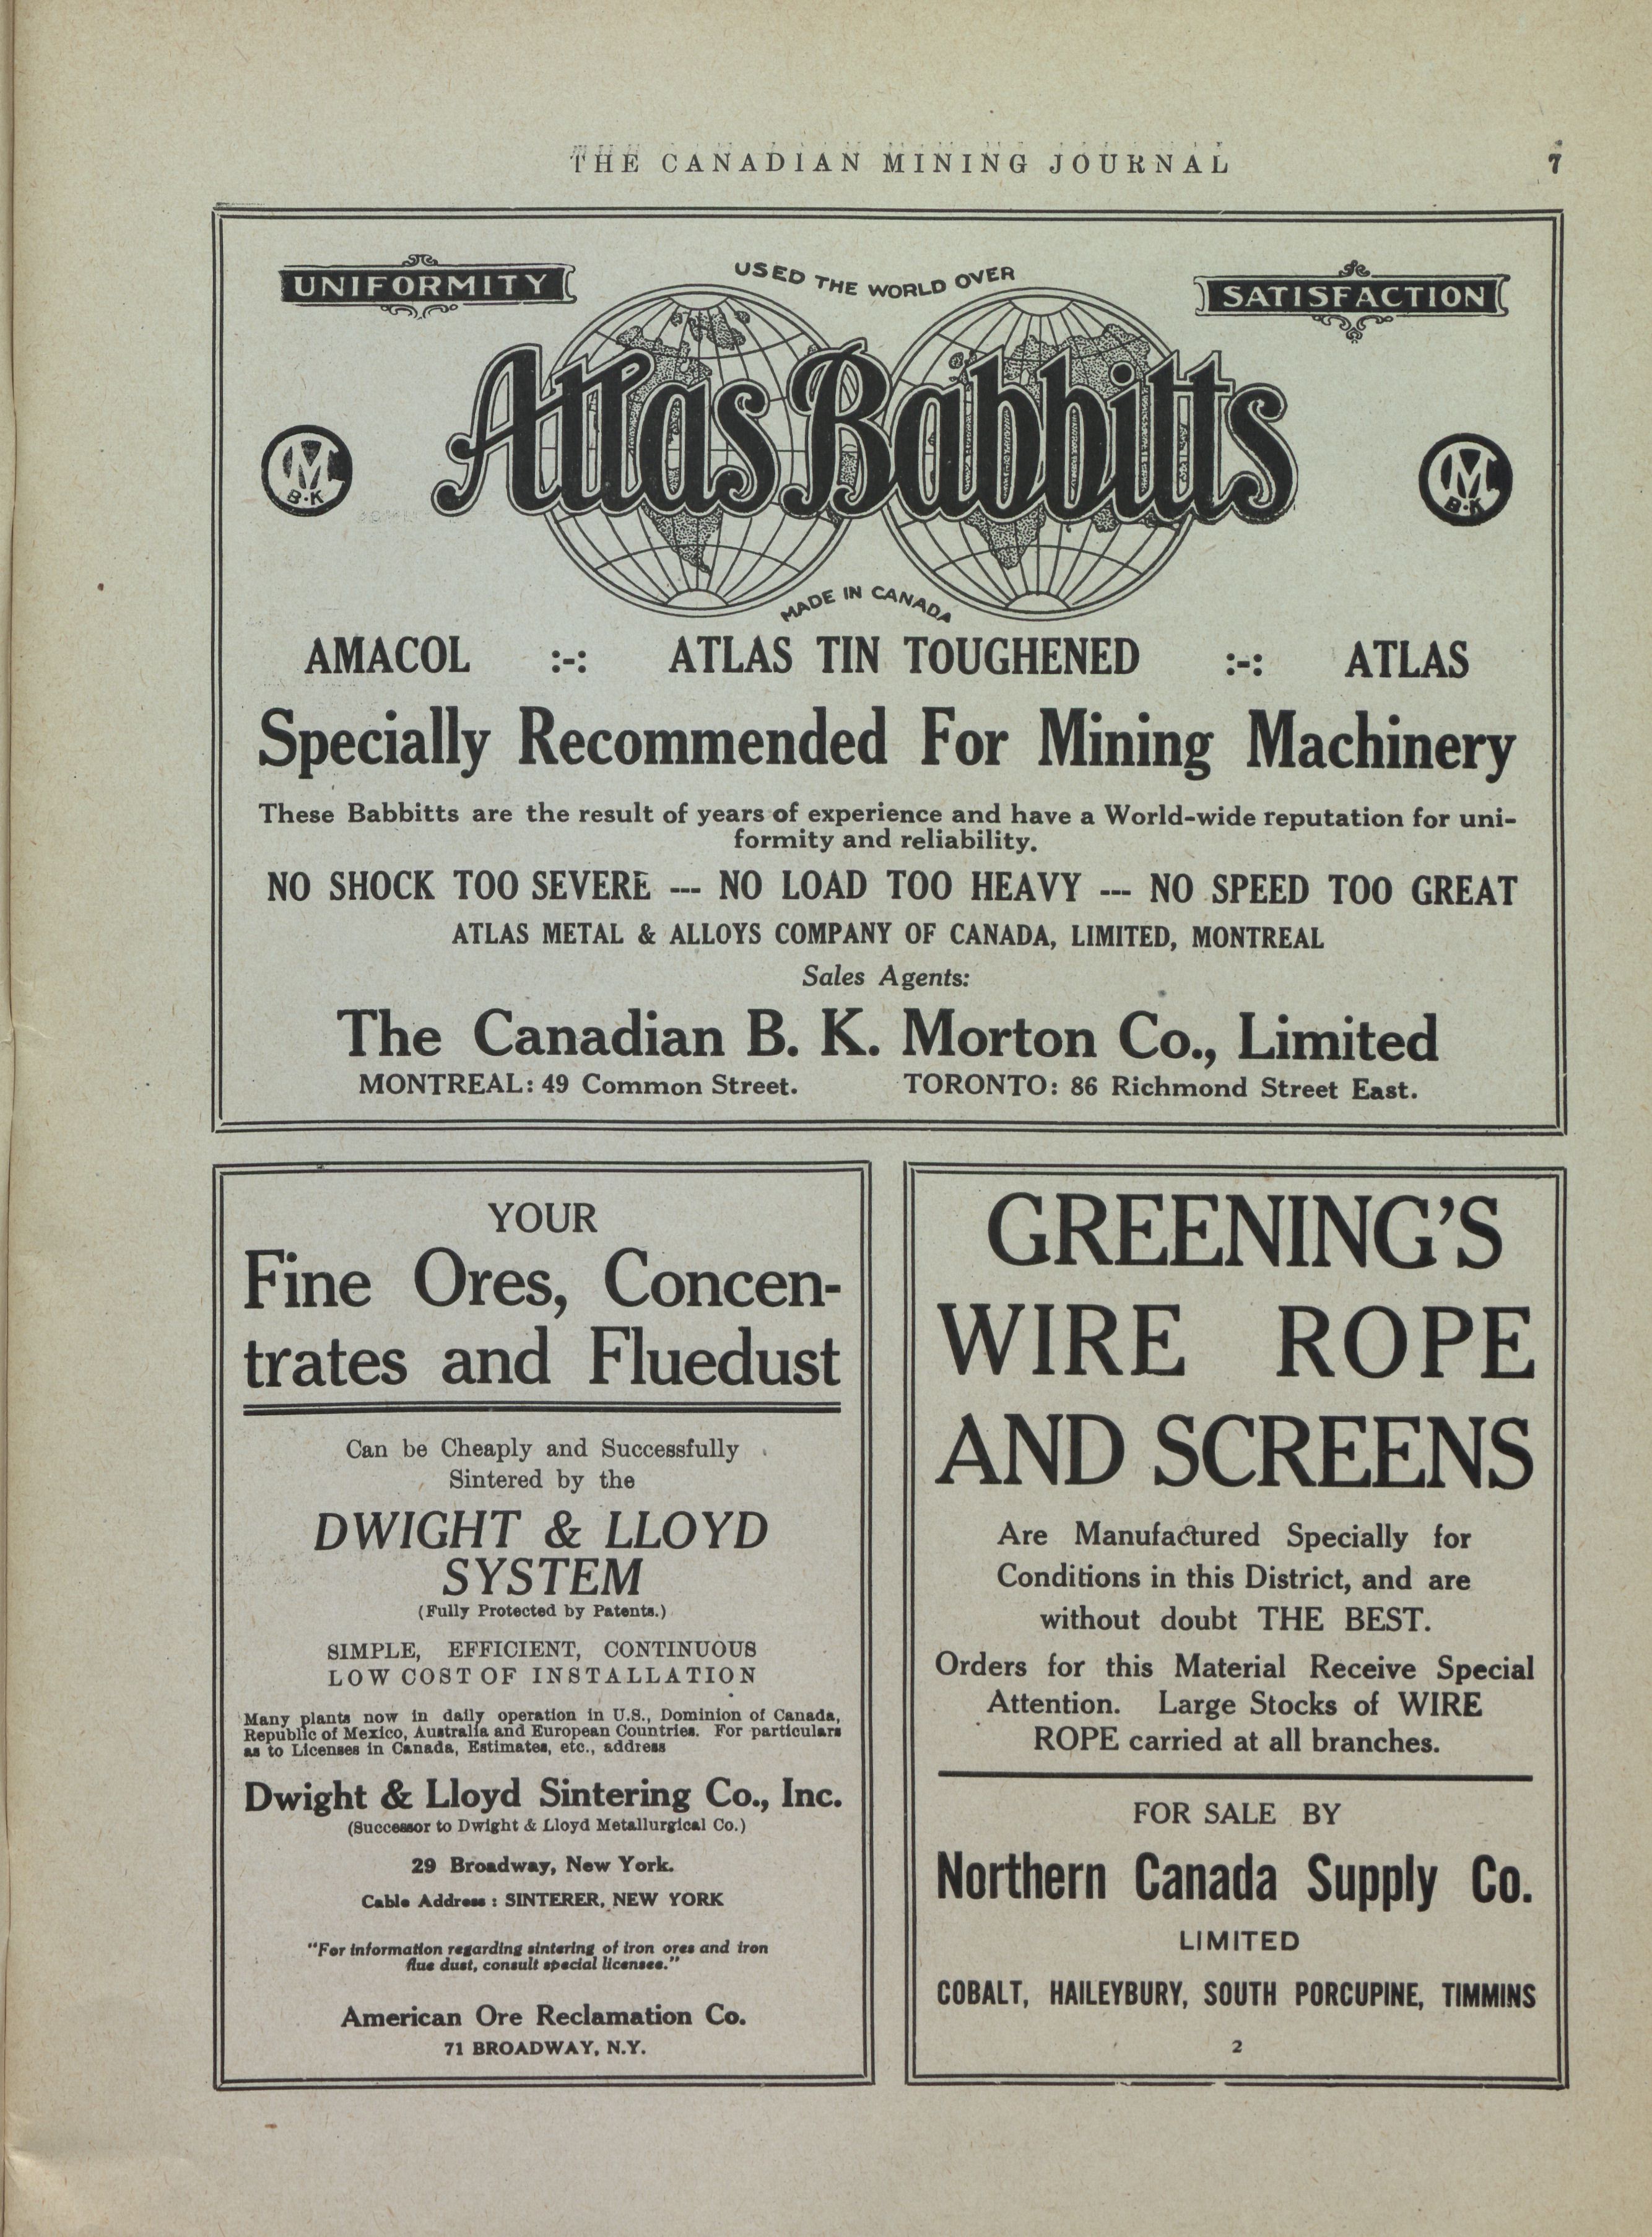 THE CANADIAN MINING JOURNAL 7
UNIFORMITY
USED THE WORLD OVER
SATISFACTION
Atlas Babbitts
M
B·K
M
B·K
MADE IN CANADA
AMACOL :-: ATLAS TIN TOUGHENED :-: ATLAS
Specially Recommended For Mining Machinery
These Babbitts are the result of years of experience and have a World-wide reputation for uni-
formity and reliability.
NO SHOCK TOO SEVERE --- NO LOAD TOO HEAVY --- NO SPEED TOO GREAT
ATLAS METAL & ALLOYS COMPANY OF CANADA, LIMITED, MONTREAL
Sales Agents:
The Canadian B. K. Morton Co., Limited
MONTREAL: 49 Common Street. TORONTO: 86 Richmond Street East.
YOUR
Fine Ores, Concen-
trates and Fluedust
Can be Cheaply and Successfully
Sintered by the
DWIGHT & LLOYD
SYSTEM
(Fully Protected by Patents.)
SIMPLE, EFFICIENT, CONTINUOUS
LOW COST OF INSTALLATION
Many plants now in daily operation in U.S., Dominion of Canada,
Republic of Mexico, Australia and European Countries. For particulars
as to Licenses in Canada, Estimates, etc., address
Dwight & Lloyd Sintering Co., Inc.
(Successor to Dwight & Lloyd Metallurgical Co.)
29 Broadway, New York.
Cable Address : SINTERER, NEW YORK
"For information regarding sintering of iron ores and iron
flue dust, consult special licensee."
American Ore Reclamation Co.
71 BROADWAY, N.Y.
GREENING'S
WIRE ROPE
AND SCREENS
Are Manufactured Specially for
Conditions in this District, and are
without doubt THE BEST.
Orders for this Material Receive Special
Attention. Large Stocks of WIRE
ROPE carried at all branches.
FOR SALE BY
Northern Canada Supply Co.
LIMITED
COBALT, HAILEYBURY, SOUTH PORCUPINE, TIMMINS
2